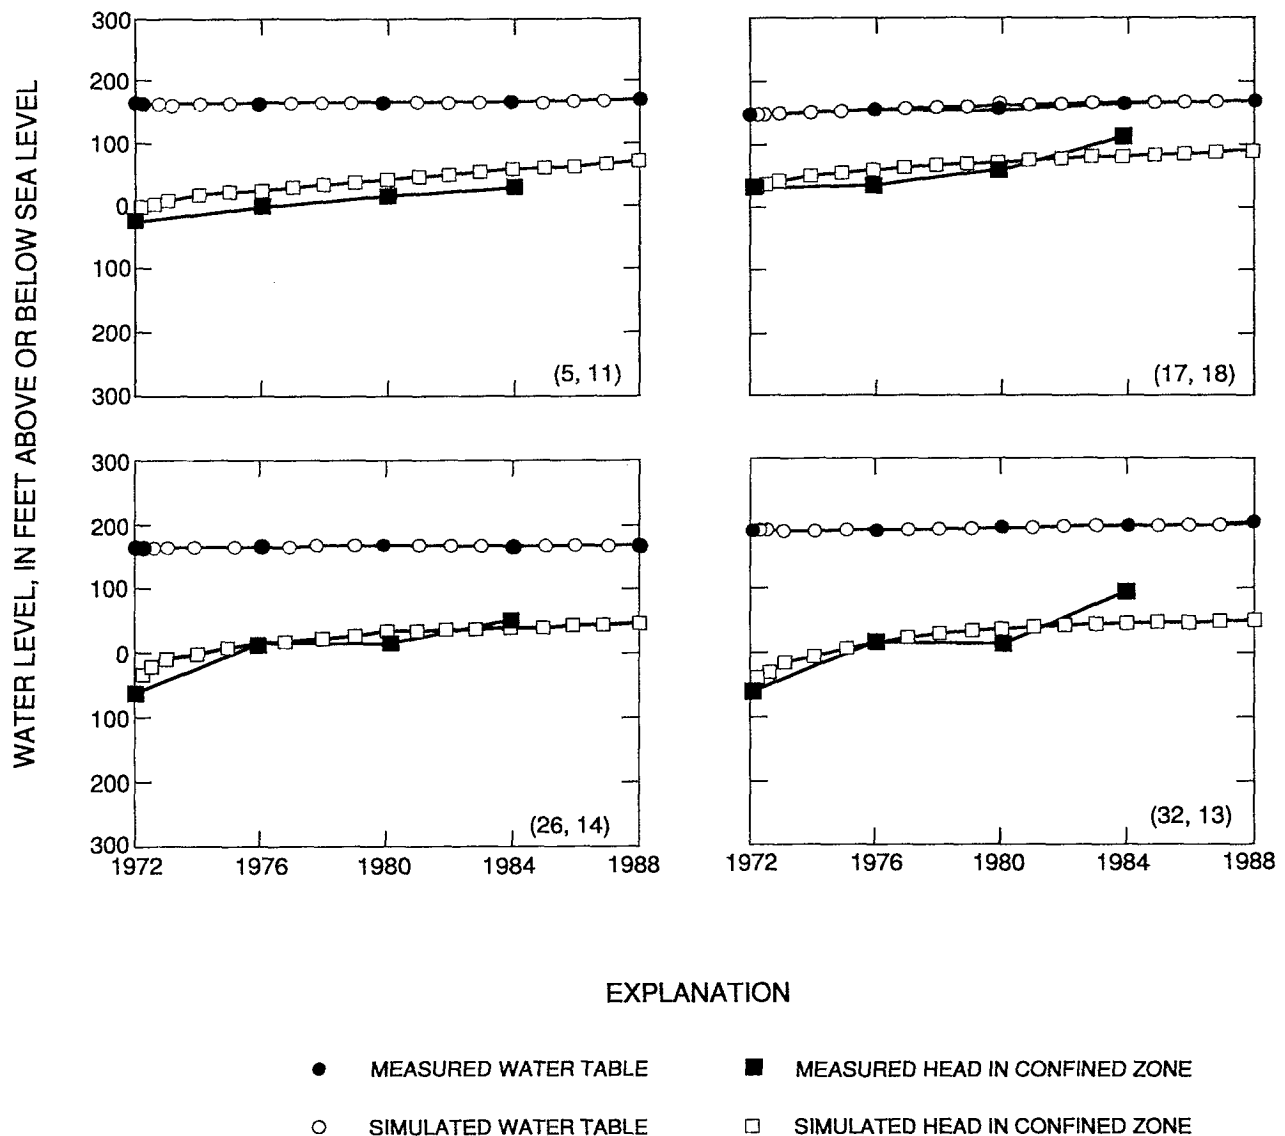 WATER LEVEL, IN FEET ABOVE OR BELOW SEA LEVEL
300
200
100
0
100
200
300
(5, 11)
(17, 18)
300
200
100
0
100
200
300
(26, 14)
(32, 13)
1972 1976 1980 1984 1988
1972 1976 1980 1984 1988
EXPLANATION
MEASURED WATER TABLE
MEASURED HEAD IN CONFINED ZONE
SIMULATED WATER TABLE
SIMULATED HEAD IN CONFINED ZONE